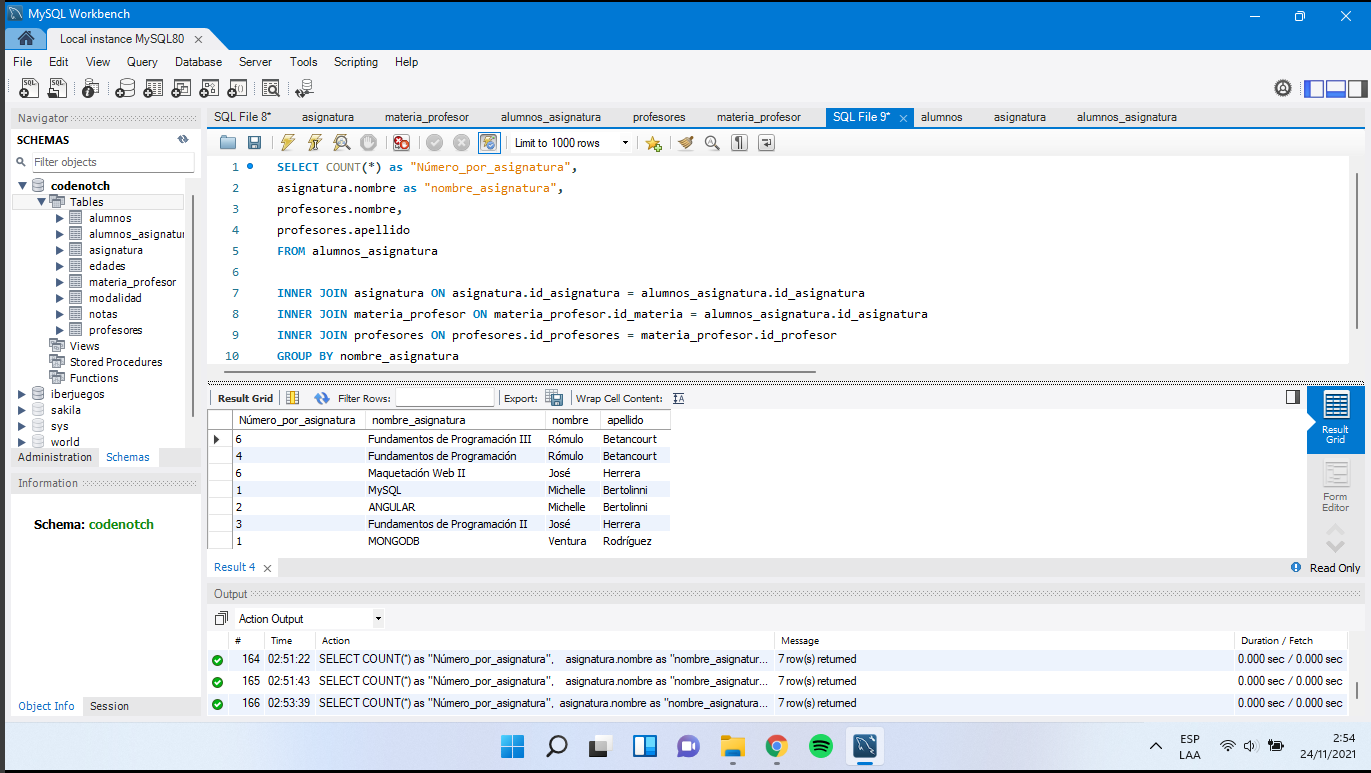 MySQL Workbench
Local instance MySQL80
File Edit View Query Database Server Tools Scripting Help
Navigator
SCHEMAS
Filter objects
codenotch
Tables
alumnos
alumnos_asignatur
asignatura
edades
materia_profesor
modalidad
notas
profesores
Views
Stored Procedures
Functions
iberjuegos
sakila
sys
world
Administration Schemas
Information
Schema: codenotch
Object Info Session
SQL File 8* asignatura materia_profesor alumnos_asignatura profesores materia_profesor SQL File 9* alumnos asignatura alumnos_asignatura
Limit to 1000 rows
1 SELECT COUNT(*) as "Número_por_asignatura",
2 asignatura.nombre as "nombre_asignatura",
3 profesores.nombre,
4 profesores.apellido
5 FROM alumnos_asignatura
6
7 INNER JOIN asignatura ON asignatura.id_asignatura = alumnos_asignatura.id_asignatura
8 INNER JOIN materia_profesor ON materia_profesor.id_materia = alumnos_asignatura.id_asignatura
9 INNER JOIN profesores ON profesores.id_profesores = materia_profesor.id_profesor
10 GROUP BY nombre_asignatura
Result Grid Filter Rows: Export: Wrap Cell Content:
Número_por_asignatura nombre_asignatura nombre apellido
6 Fundamentos de Programación III Rómulo Betancourt
4 Fundamentos de Programación Rómulo Betancourt
6 Maquetación Web II José Herrera
1 MySQL Michelle Bertolinni
2 ANGULAR Michelle Bertolinni
3 Fundamentos de Programación II José Herrera
1 MONGODB Ventura Rodríguez
Result Grid
Form Editor
Result 4 Read Only
Output
Action Output
# Time Action Message Duration / Fetch
164 02:51:22 SELECT COUNT(*) as "Número_por_asignatura", asignatura.nombre as "nombre_asignatur... 7 row(s) returned 0.000 sec / 0.000 sec
165 02:51:43 SELECT COUNT(*) as "Número_por_asignatura", asignatura.nombre as "nombre_asignatur... 7 row(s) returned 0.000 sec / 0.000 sec
166 02:53:39 SELECT COUNT(*) as "Número_por_asignatura", asignatura.nombre as "nombre_asignatura... 7 row(s) returned 0.000 sec / 0.000 sec
ESP
LAA
2:54
24/11/2021